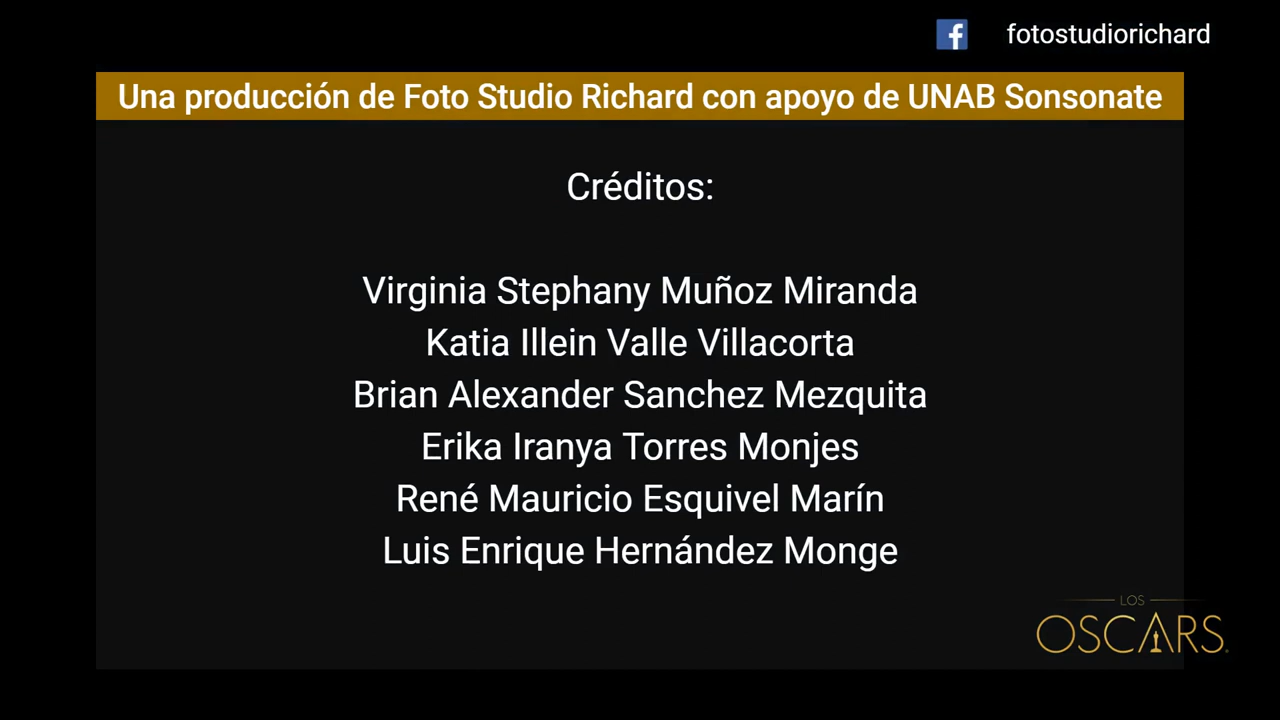 fotostudiorichard
Una producción de Foto Studio Richard con apoyo de UNAB Sonsonate
Créditos:
Virginia Stephany Muñoz Miranda
Katia Illein Valle Villacorta
Brian Alexander Sanchez Mezquita
Erika Iranya Torres Monjes
René Mauricio Esquivel Marín
Luis Enrique Hernández Monge
LOS
OSCARS